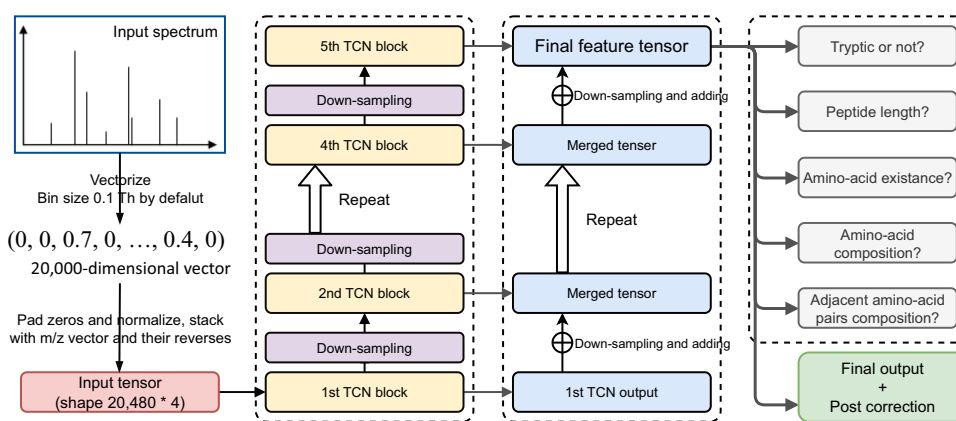 Input spectrum
Vectorize
Bin size 0.1 Th by defalut
(0, 0, 0.7, 0, …, 0.4, 0)
20,000-dimensional vector
Pad zeros and normalize, stack
with m/z vector and their reverses
Input tensor
(shape 20,480 * 4)
5th TCN block
Down-sampling
4th TCN block
Repeat
Down-sampling
2nd TCN block
Down-sampling
1st TCN block
Final feature tensor
Down-sampling and adding
Merged tenser
Repeat
Merged tensor
Down-sampling and adding
1st TCN output
Tryptic or not?
Peptide length?
Amino-acid existance?
Amino-acid
composition?
Adjacent amino-acid
pairs composition?
Final output
+
Post correction